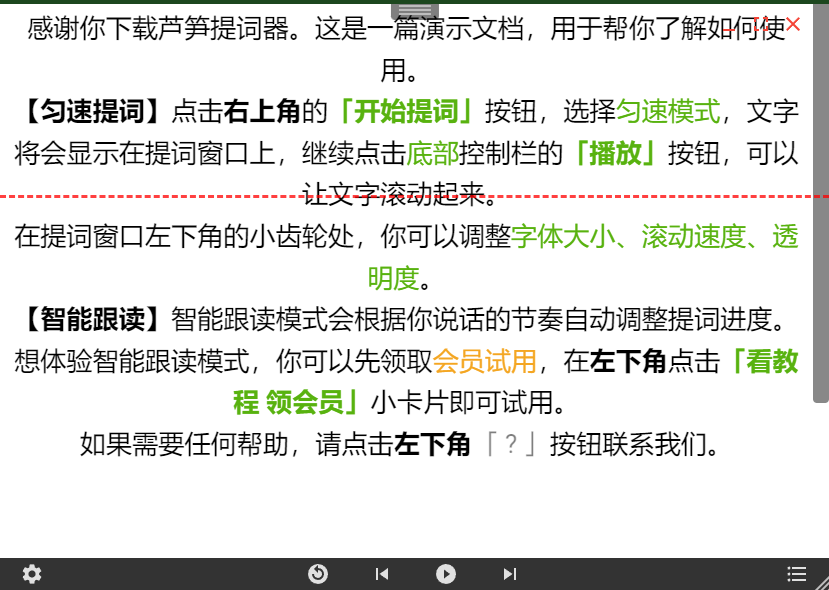 感谢你下载芦笋提词器。这是一篇演示文档，用于帮你了解如何使
用。
【匀速提词】点击右上角的「开始提词」按钮，选择匀速模式，文字
将会显示在提词窗口上，继续点击底部控制栏的「播放」按钮，可以
让文字滚动起来。
在提词窗口左下角的小齿轮处，你可以调整字体大小、滚动速度、透
明度。
【智能跟读】智能跟读模式会根据你说话的节奏自动调整提词进度。
想体验智能跟读模式，你可以先领取会员试用，在左下角点击「看教
程 领会员」小卡片即可试用。
如果需要任何帮助，请点击左下角「？」按钮联系我们。